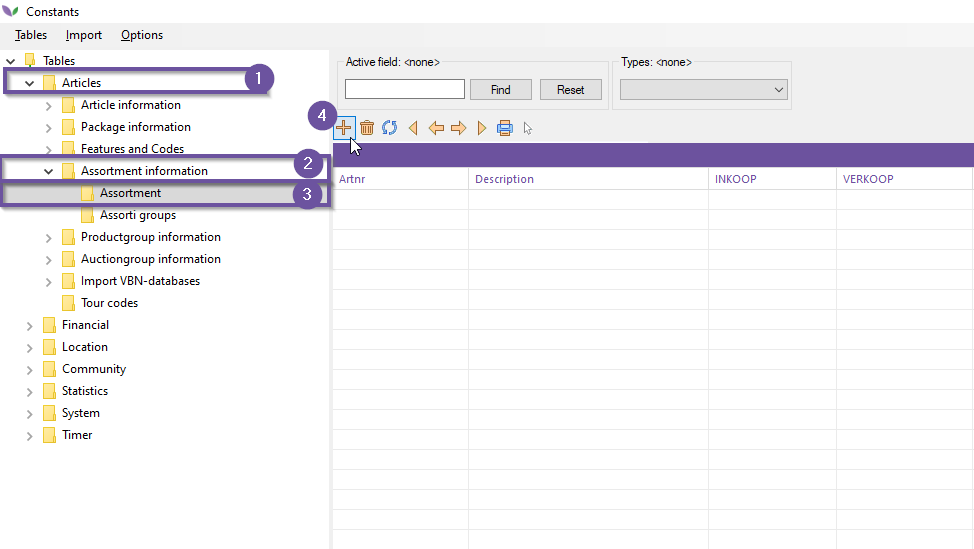 Constants
Tables Import Options
Tables
Articles 1
Article information
Package information
Features and Codes
Assortment information 2
Assortment 3
Assorti groups
Productgroup information
Auctiongroup information
Import VBN-databases
Tour codes
Financial
Location
Community
Statistics
System
Timer
Active field: <none>
Find Reset
Types: <none>
4
Artnr Description INKOOP VERKOOP